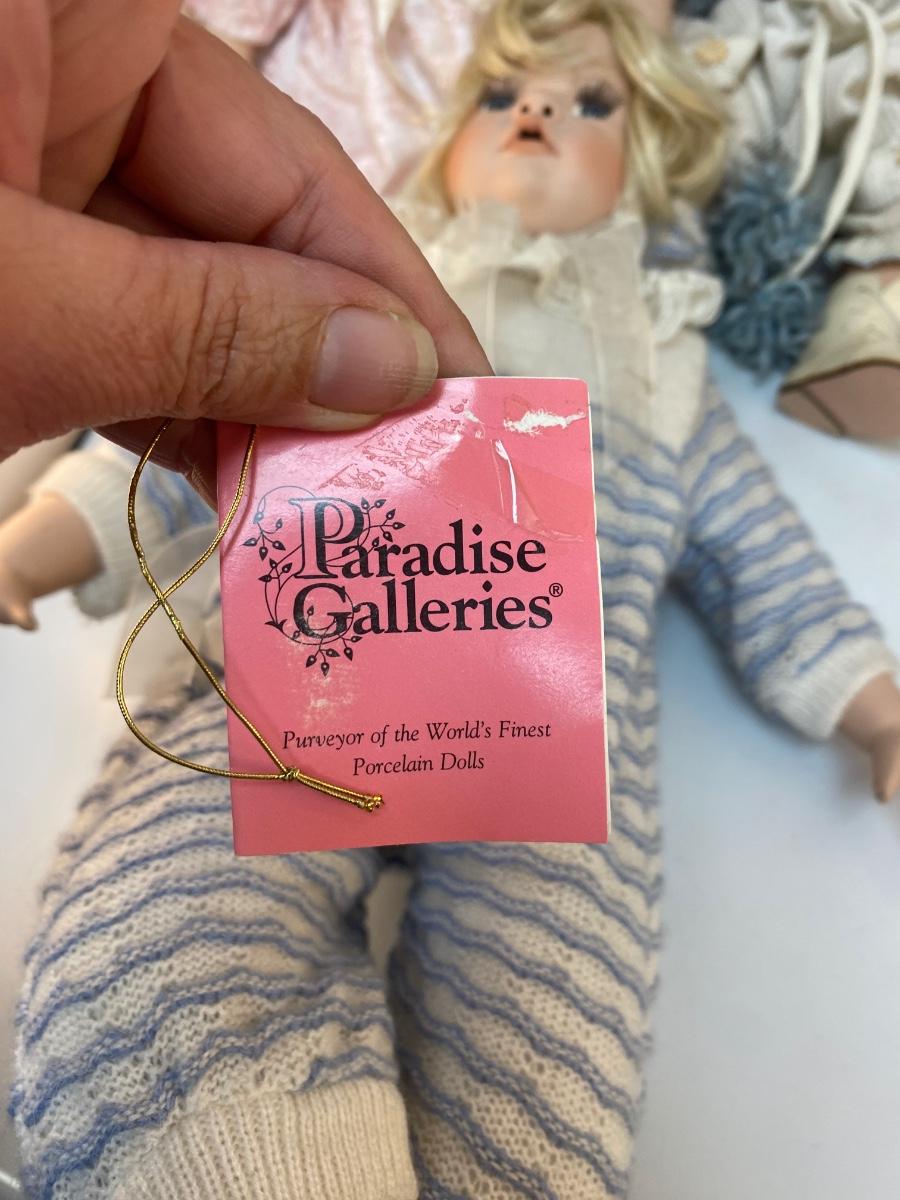 Paradise
Galleries®
Purveyor of the World's Finest
Porcelain Dolls